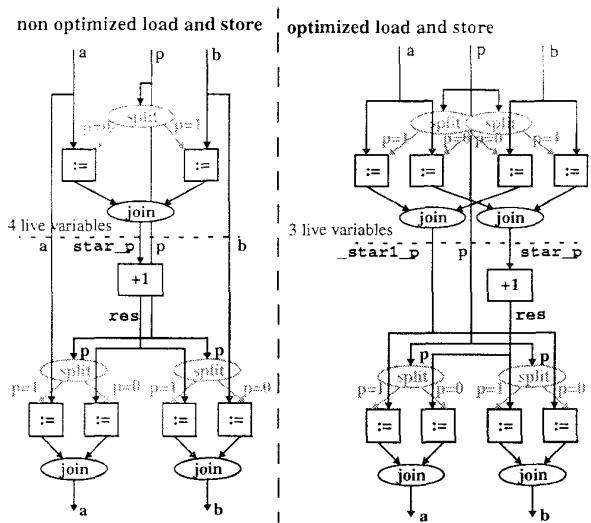 non optimized load and store
a
p
b
split
p=0
p=1
:=
:=
join
4 live variables
a
star_p
p
b
+1
res
p
p
split
split
p=1
p=0
p=1
p=0
:=
:=
:=
:=
join
join
a
b
optimized load and store
a
p
b
split
split
p=1
p=0
p=0
p=1
:=
:=
:=
:=
join
join
3 live variables
_star1_p
p
star_p
+1
res
p
p
split
split
p=1
p=0
p=1
p=0
:=
:=
:=
:=
join
join
a
b